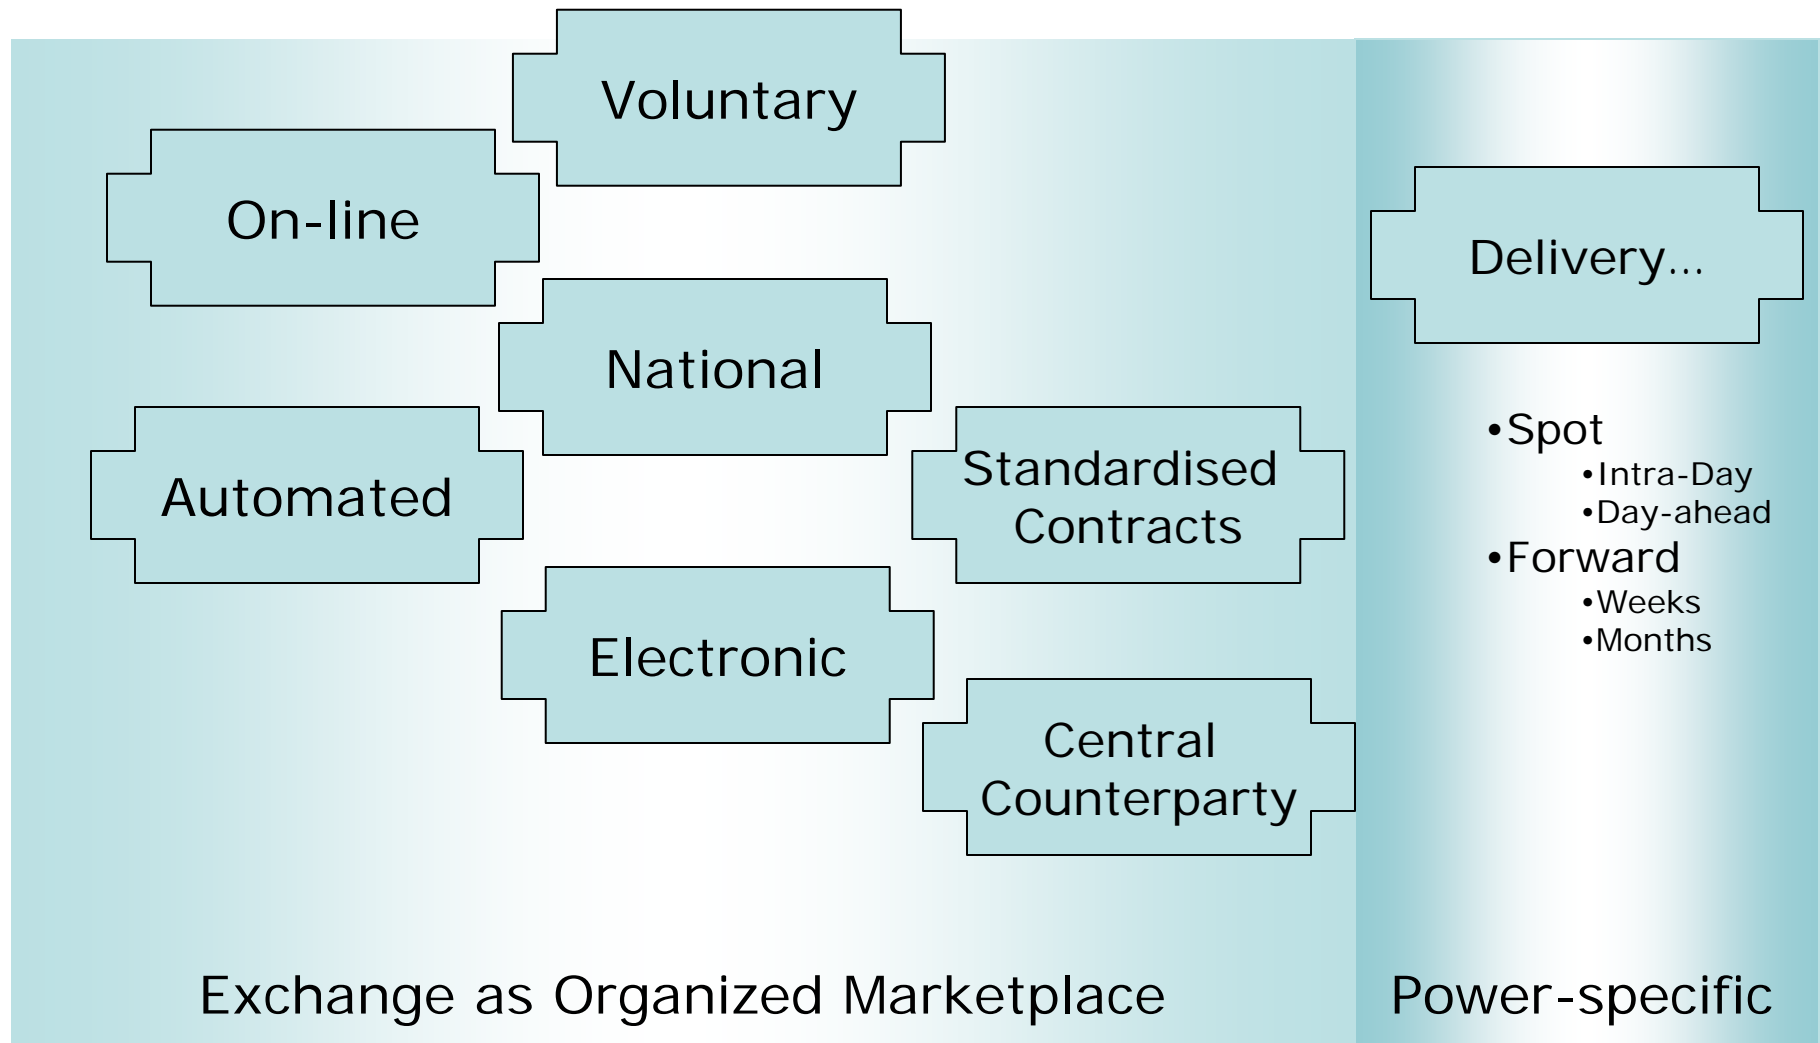 Voluntary
On-line
National
Automated
Standardised
Contracts
Electronic
Central
Counterparty
Exchange as Organized Marketplace
Delivery...
•Spot
•Intra-Day
•Day-ahead
•Forward
•Weeks
•Months
Power-specific